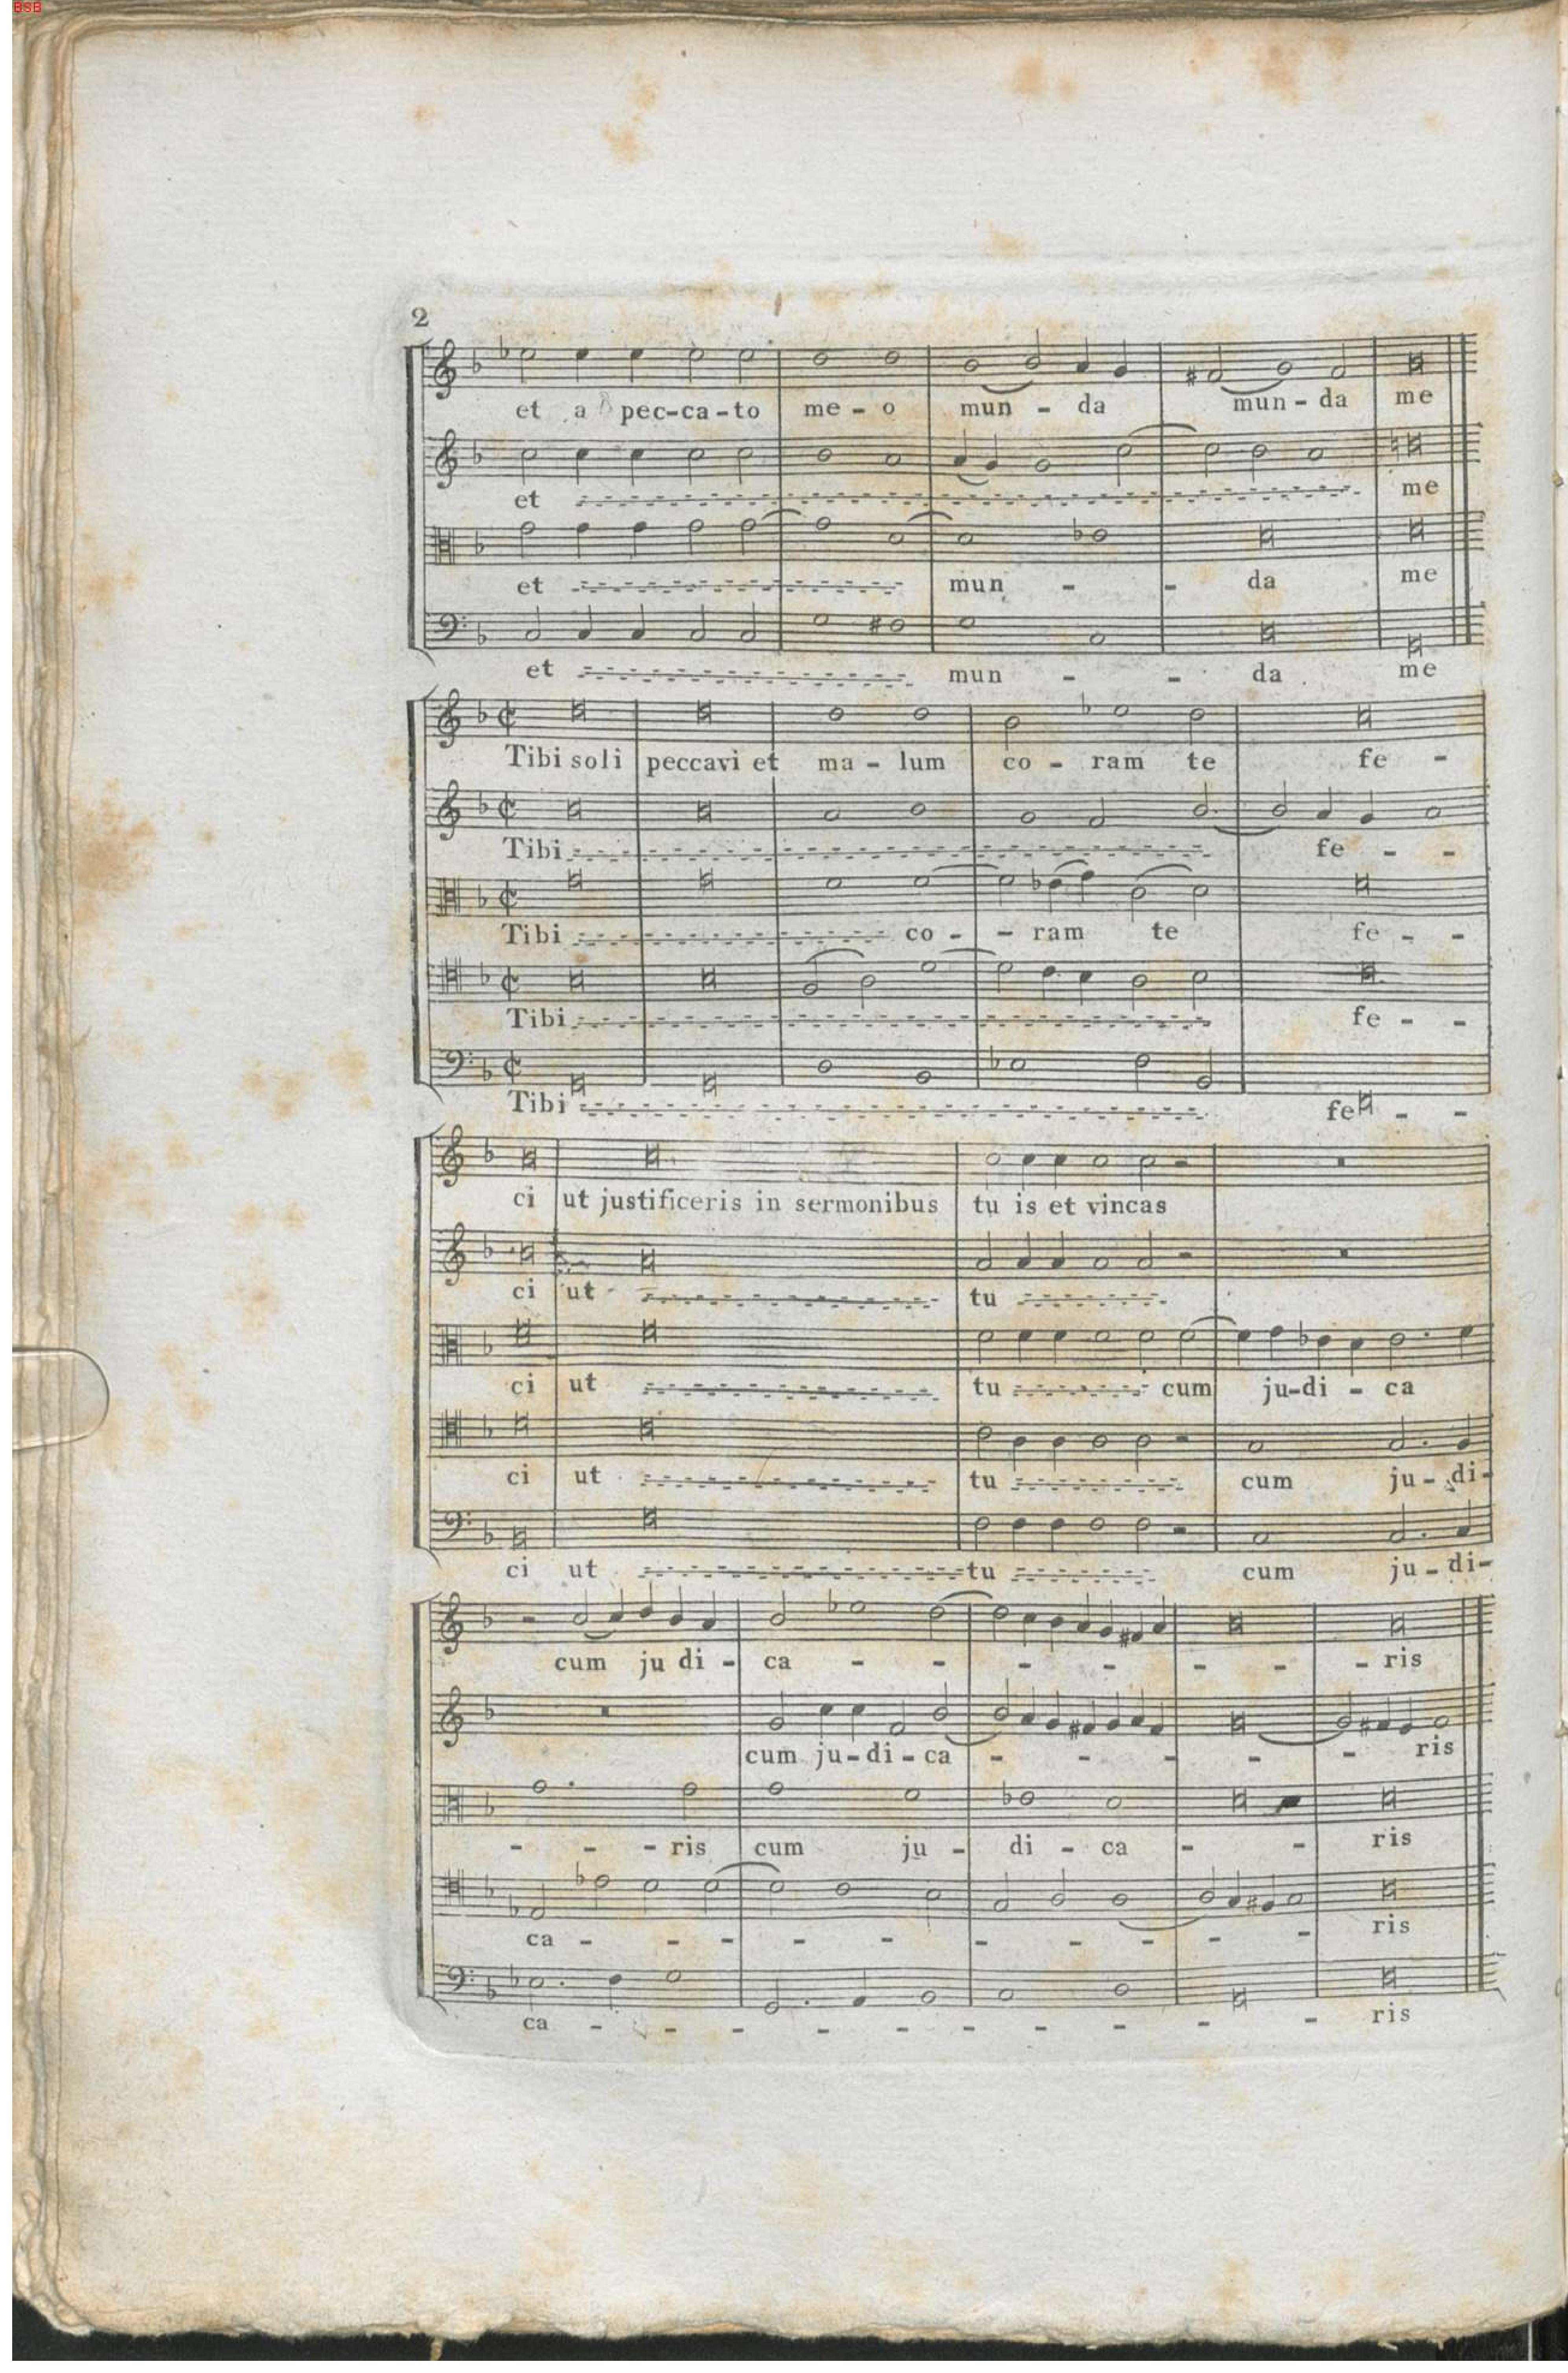 BSB
2
et a pec-ca-to me-o mun - da mun-da me
et me
et mun - - da me
et mun - - da me
Tibi soli peccavi et ma-lum co-ram te fe -
Tibi fe - -
Tibi co - - ram te fe - -
Tibi fe - -
Tibi fe - -
ci ut justificeris in sermonibus tu is et vincas
ci ut tu
ci ut tu cum ju-di - ca
ci ut tu cum ju-di-
ci ut tu cum ju-di-
cum ju di - ca - - - - - - - ris
cum ju-di-ca - - - - - ris
- - - ris cum ju - di - ca - - ris
ca - - - - - - - - - - ris
ca - - - - - - - - - - ris